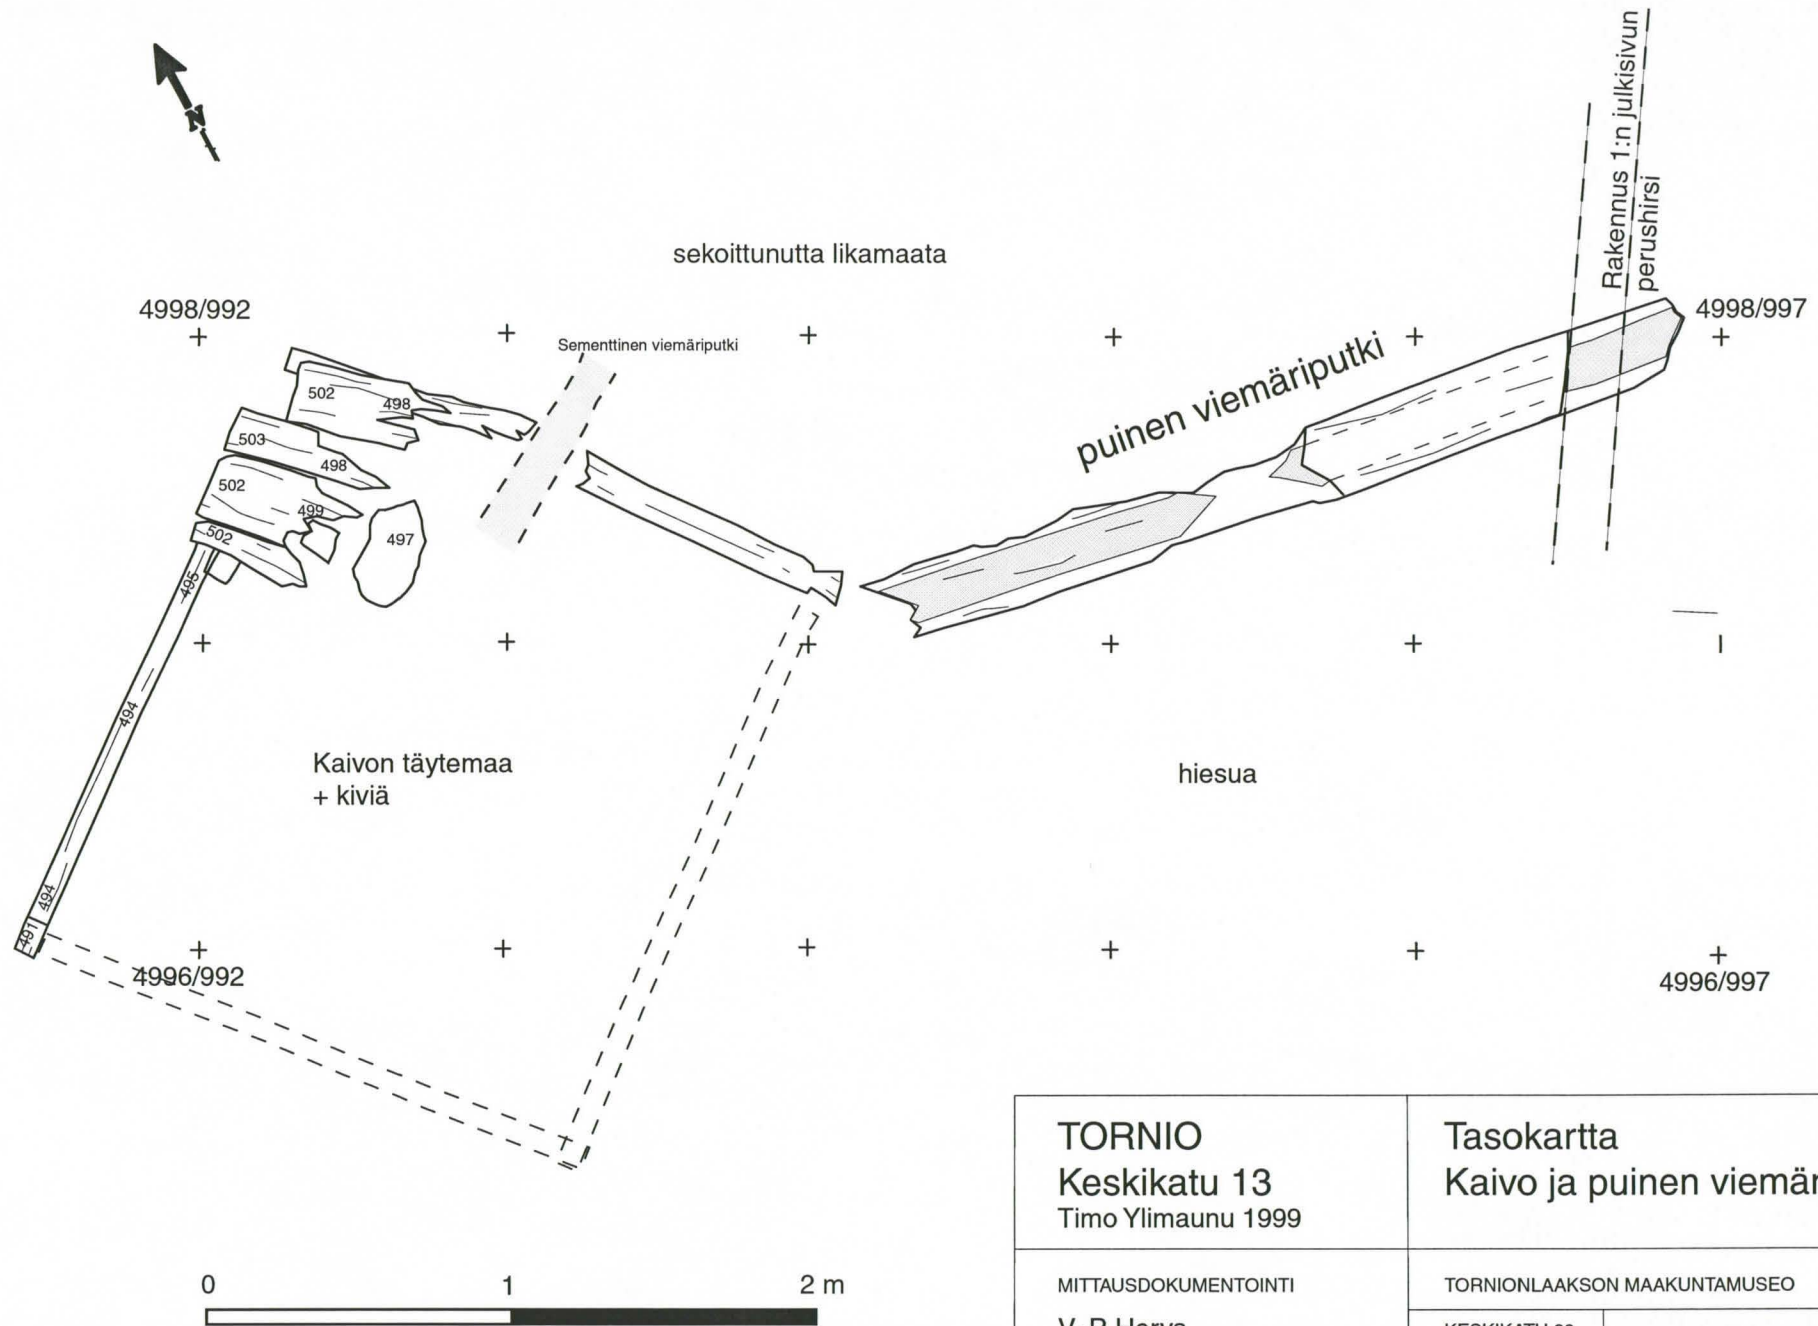 N
Rakennus 1:n julkisivun
perushirsi
sekoittunutta likamaata
4998/992
4998/997
Sementtinen viemäriputki
puinen viemäriputki
502
498
503
498
502
499
502
497
495
494
494
491
Kaivon täytemaa
+ kiviä
hiesua
4996/992
4996/997
TORNIO
Keskikatu 13
Timo Ylimaunu 1999
Tasokartta
Kaivo ja puinen viemär
0 1 2 m
MITTAUSDOKUMENTOINTI
TORNIONLAAKSON MAAKUNTAMUSEO